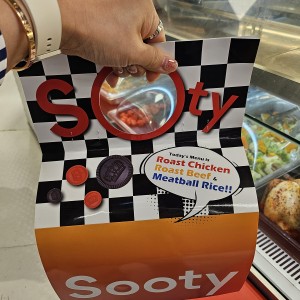 Sooty
Today's Menu is
Roast Chicken
Roast Beef &
Meatball Rice!!
Sooty